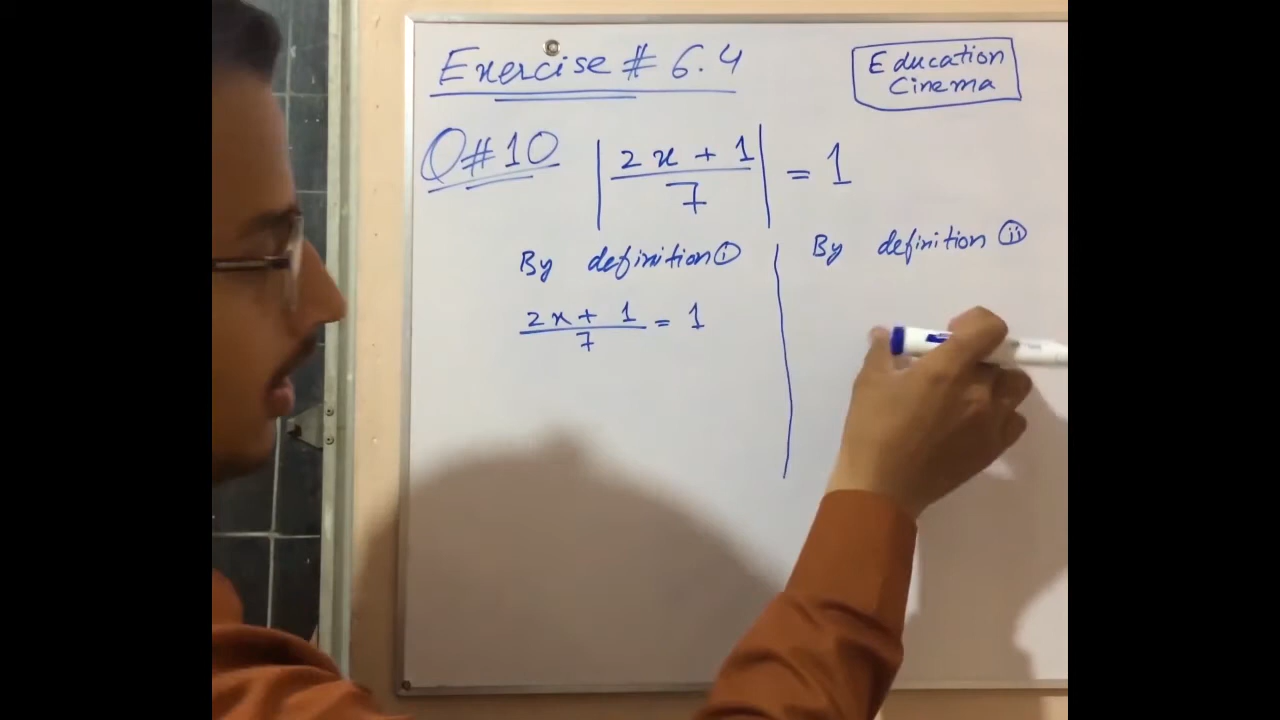 Exercise # 6.4
Education
Cinema
Q#10 |2x + 1 / 7| = 1
By definition ⓘ
2x + 1 / 7 = 1
By definition ⓘⓘ